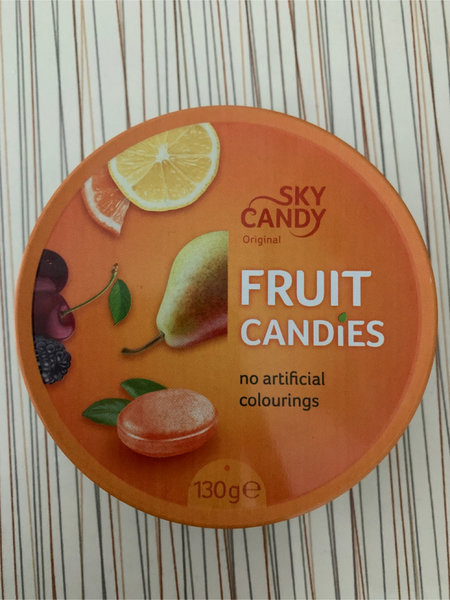 SKY
CANDY
Original
FRUIT
CANDiES
no artificial
colourings
130g℮